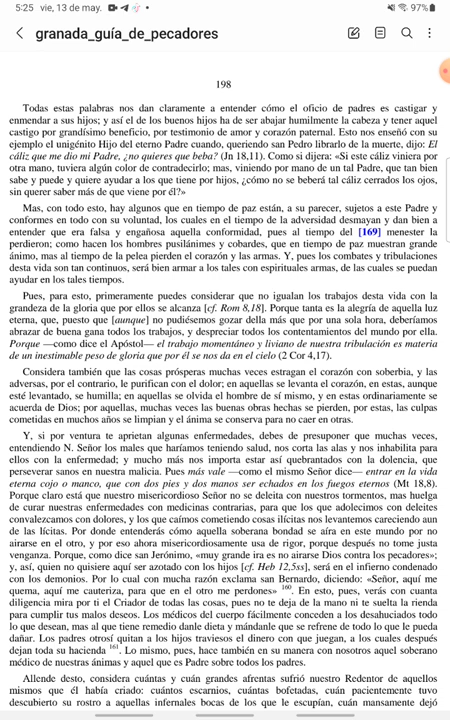 5:25 vie, 13 de may.
97%
granada_guía_de_pecadores
198
Todas estas palabras nos dan claramente a entender cómo el oficio de padres es castigar y
enmendar a sus hijos; y así el de los buenos hijos ha de ser abajar humilmente la cabeza y tener aquel
castigo por grandísimo beneficio, por testimonio de amor y corazón paternal. Esto nos enseñó con su
ejemplo el unigénito Hijo del eterno Padre cuando, queriendo san Pedro librarlo de la muerte, dijo: El
cáliz que me dio mi Padre, ¿no quieres que beba? (Jn 18,11). Como si dijera: «Si este cáliz viniera por
otra mano, tuviera algún color de contradecirlo; mas, viniendo por mano de un tal Padre, que tan bien
sabe y puede y quiere ayudar a los que tiene por hijos, ¿cómo no se beberá tal cáliz cerrados los ojos,
sin querer saber más de que viene por él?»
Mas, con todo esto, hay algunos que en tiempo de paz están, a su parecer, sujetos a este Padre y
conformes en todo con su voluntad, los cuales en el tiempo de la adversidad desmayan y dan bien a
entender que era falsa y engañosa aquella conformidad, pues al tiempo del [169] menester la
perdieron; como hacen los hombres pusilánimes y cobardes, que en tiempo de paz muestran grande
ánimo, mas al tiempo de la pelea pierden el corazón y las armas. Y, pues los combates y tribulaciones
desta vida son tan continuos, será bien armar a los tales con espirituales armas, de las cuales se puedan
ayudar en los tales tiempos.
Pues, para esto, primeramente puedes considerar que no igualan los trabajos desta vida con la
grandeza de la gloria que por ellos se alcanza [cf. Rom 8,18]. Porque tanta es la alegría de aquella luz
eterna, que, puesto que [aunque] no pudiésemos gozar della más que por una sola hora, deberíamos
abrazar de buena gana todos los trabajos, y despreciar todos los contentamientos del mundo por ella.
Porque —como dice el Apóstol— el trabajo momentáneo y liviano de nuestra tribulación es materia
de un inestimable peso de gloria que por él se nos da en el cielo (2 Cor 4,17).
Considera también que las cosas prósperas muchas veces estragan el corazón con soberbia, y las
adversas, por el contrario, le purifican con el dolor; en aquellas se levanta el corazón, en estas, aunque
esté levantado, se humilla; en aquellas se olvida el hombre de sí mismo, y en estas ordinariamente se
acuerda de Dios; por aquellas, muchas veces las buenas obras hechas se pierden, por estas, las culpas
cometidas en muchos años se limpian y el ánima se conserva para no caer en otras.
Y, si por ventura te aprietan algunas enfermedades, debes de presuponer que muchas veces,
entendiendo N. Señor los males que haríamos teniendo salud, nos corta las alas y nos inhabilita para
ellos con la enfermedad; y mucho más nos importa estar así quebrantados con la dolencia, que
perseverar sanos en nuestra malicia. Pues más vale —como el mismo Señor dice— entrar en la vida
eterna cojo o manco, que con dos pies y dos manos ser echados en los fuegos eternos (Mt 18,8).
Porque claro está que nuestro misericordioso Señor no se deleita con nuestros tormentos, mas huelga
de curar nuestras enfermedades con medicinas contrarias, para que los que adolecimos con deleites
convalezcamos con dolores, y los que caímos cometiendo cosas ilícitas nos levantemos careciendo aun
de las lícitas. Por donde entenderás cómo aquella soberana bondad se aíra en este mundo por no
airarse en el otro, y por eso ahora misericordiosamente usa de rigor, porque después no tome justa
venganza. Porque, como dice san Jerónimo, «muy grande ira es no airarse Dios contra los pecadores»;
y, así, quien no quisiere aquí ser azotado con los hijos [cf. Heb 12,5ss], será en el infierno condenado
con los demonios. Por lo cual con mucha razón exclama san Bernardo, diciendo: «Señor, aquí me
quema, aquí me cauteriza, para que en el otro me perdones» 160. En esto, pues, verás con cuanta
diligencia mira por ti el Criador de todas las cosas, pues no te deja de la mano ni te suelta la rienda
para cumplir tus malos deseos. Los médicos del cuerpo fácilmente conceden a los desahuciados todo
lo que desean, mas al que tiene remedio danle dieta y mándanle que se refrene de todo lo que le pueda
dañar. Los padres otrosí quitan a los hijos traviesos el dinero con que juegan, a los cuales después
dejan toda su hacienda 161. Lo mismo, pues, hace también en su manera con nosotros aquel soberano
médico de nuestras ánimas y aquel que es Padre sobre todos los padres.
Allende desto, considera cuántas y cuán grandes afrentas sufrió nuestro Redentor de aquellos
mismos que él había criado: cuántos escarnios, cuántas bofetadas, cuán pacientemente tuvo
descubierto su rostro a aquellas infernales bocas de los que le escupían, cuán mansamente dejó